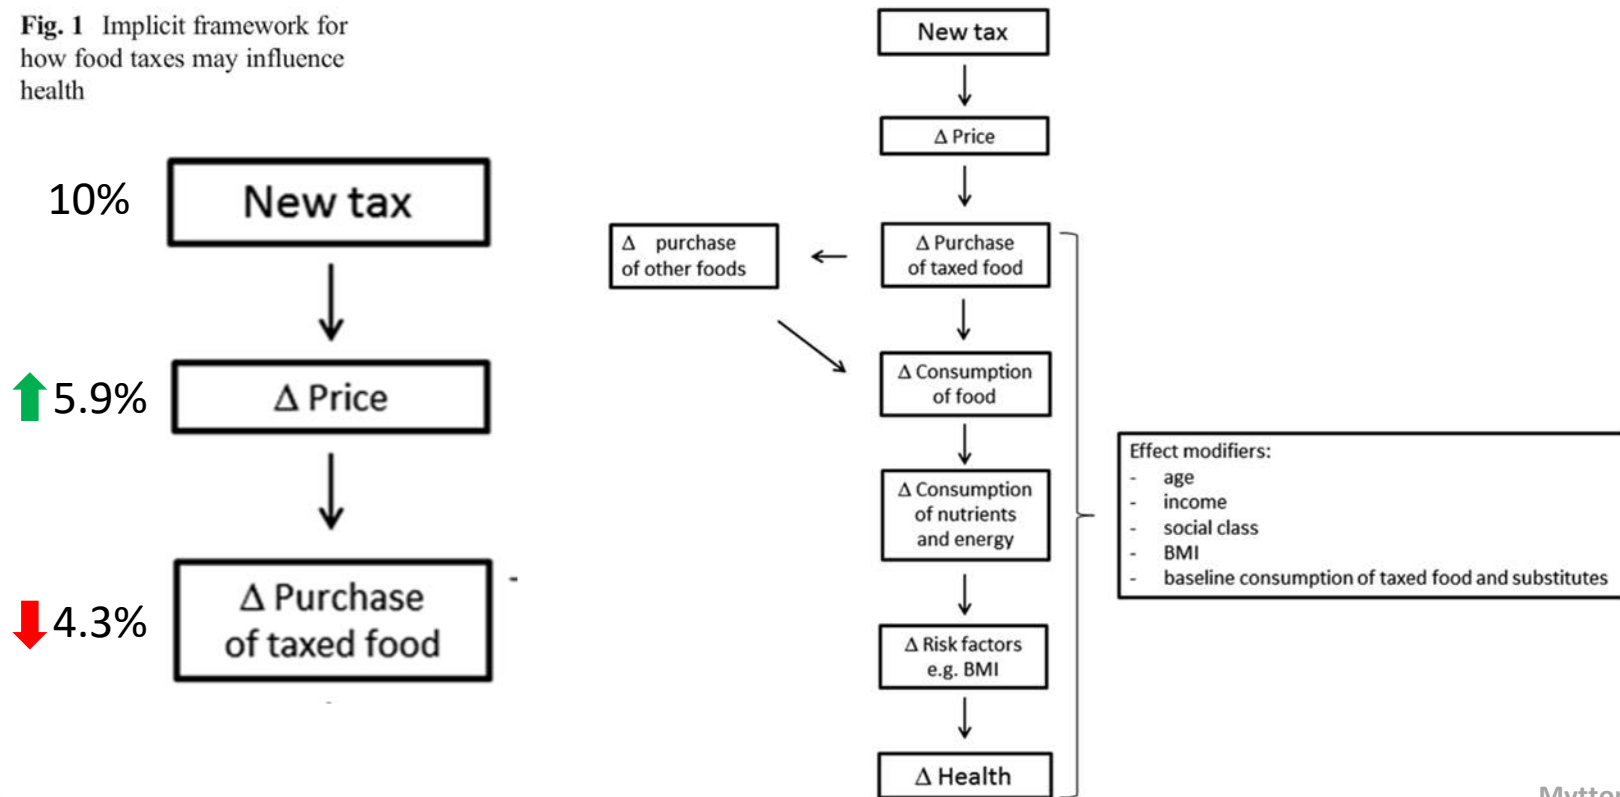 Fig. 1 Implicit framework for
how food taxes may influence
health
10%
New tax
5.9%
Δ Price
4.3%
Δ Purchase
of taxed food
New tax
Δ Price
Δ purchase
of other foods
Δ Purchase
of taxed food
Δ Consumption
of food
Δ Consumption
of nutrients
and energy
Δ Risk factors
e.g. BMI
Δ Health
Effect modifiers:
- age
- income
- social class
- BMI
- baseline consumption of taxed food and substitutes